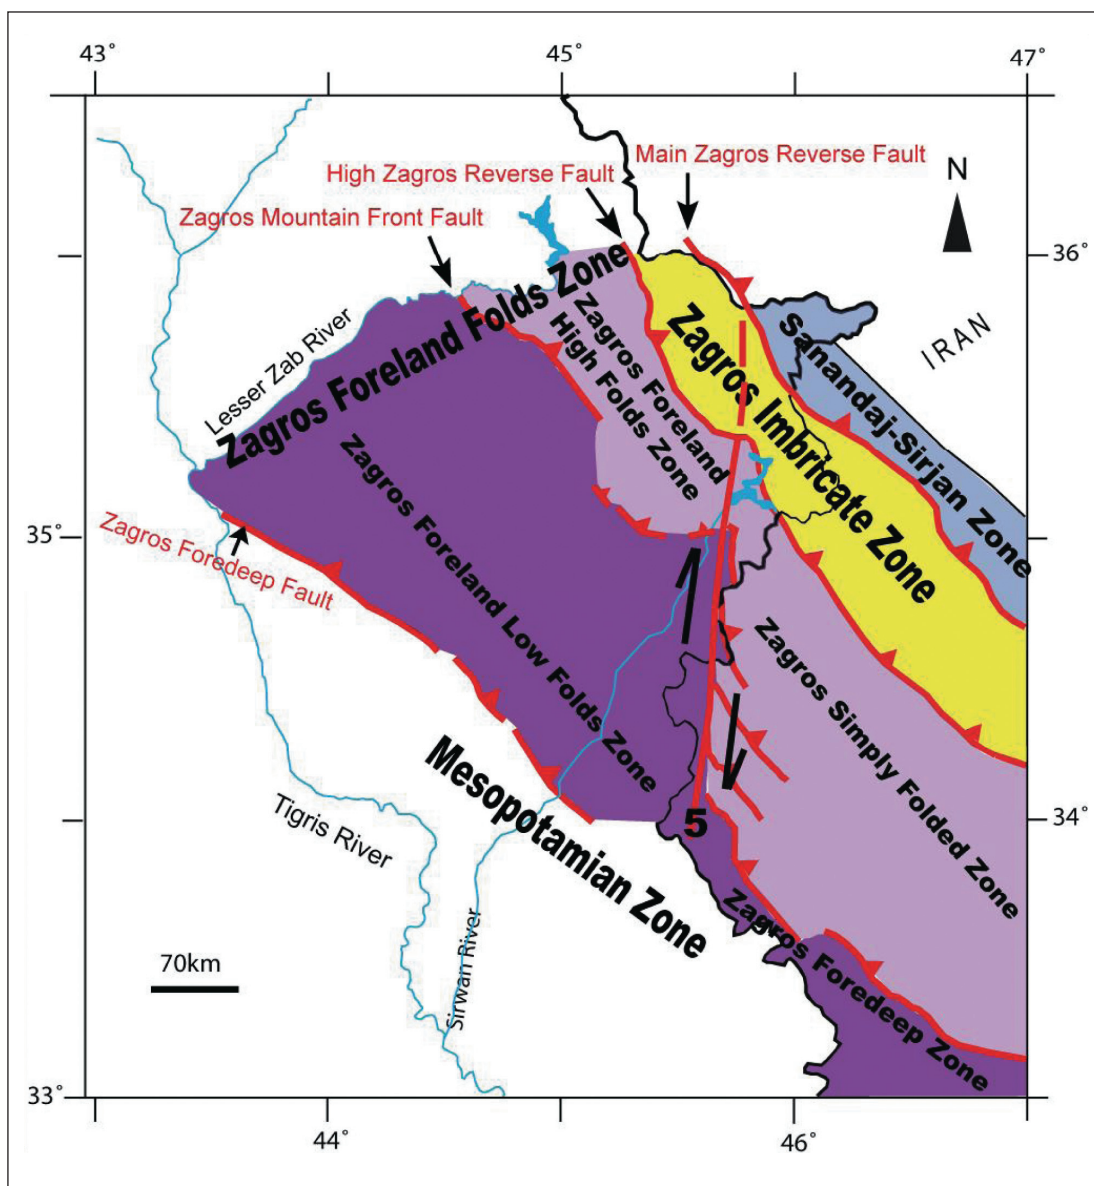 43°
45°
47°
Main Zagros Reverse Fault
High Zagros Reverse Fault
N
Zagros Mountain Front Fault
36°
Zagros Foreland Folds Zone
Lesser Zab River
Zagros Foreland
High Folds Zone
Zagros Imbricate Zone
Sanandaj-Sirjan Zone
IRAN
Zagros Foreland Low Folds Zone
35°
Zagros Foredeep Fault
Zagros Simply Folded Zone
Mesopotamian Zone
Tigris River
5
34°
Zagros Foredeep Zone
Sirwan River
70km
33°
44°
46°